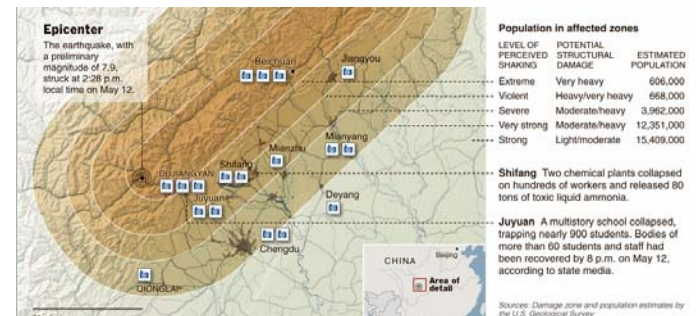 Epicenter
The earthquake, with
a preliminary
magnitude of 7.9,
struck at 2:28 p.m.
local time on May 12.
Beichuan
Jiangyou
Mianyang
Mianzhu
Shifang
DUJIANGYAN
Juyuan
Deyang
Chengdu
QIONGLAI
CHINA
Beijing
Area of
detail
Population in affected zones
LEVEL OF PERCEIVED SHAKING POTENTIAL STRUCTURAL DAMAGE ESTIMATED POPULATION
Extreme Very heavy 606,000
Violent Heavy/very heavy 668,000
Severe Moderate/heavy 3,962,000
Very strong Moderate/heavy 12,351,000
Strong Light/moderate 15,409,000
Shifang Two chemical plants collapsed
on hundreds of workers and released 80
tons of toxic liquid ammonia.
Juyuan A multistory school collapsed,
trapping nearly 900 students. Bodies of
more than 60 students and staff had
been recovered by 8 p.m. on May 12,
according to state media.
Sources: Damage zone and population estimates by
the U.S. Geological Survey